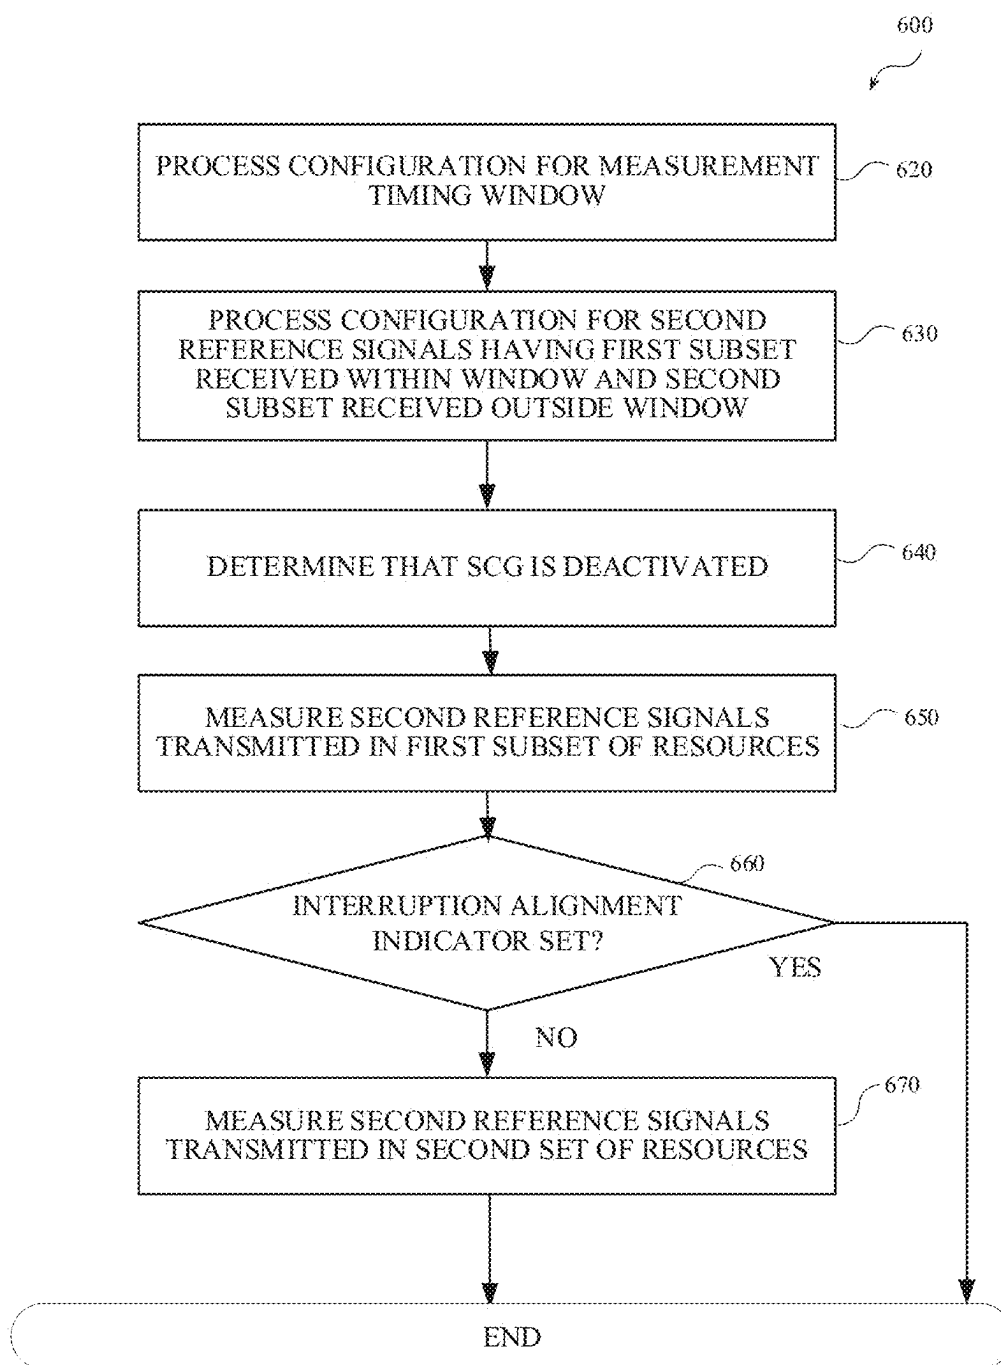 600
PROCESS CONFIGURATION FOR MEASUREMENT
TIMING WINDOW
620
PROCESS CONFIGURATION FOR SECOND
REFERENCE SIGNALS HAVING FIRST SUBSET
RECEIVED WITHIN WINDOW AND SECOND
SUBSET RECEIVED OUTSIDE WINDOW
630
DETERMINE THAT SCG IS DEACTIVATED
640
MEASURE SECOND REFERENCE SIGNALS
TRANSMITTED IN FIRST SUBSET OF RESOURCES
650
660
INTERRUPTION ALIGNMENT
INDICATOR SET?
YES
NO
MEASURE SECOND REFERENCE SIGNALS
TRANSMITTED IN SECOND SET OF RESOURCES
670
END